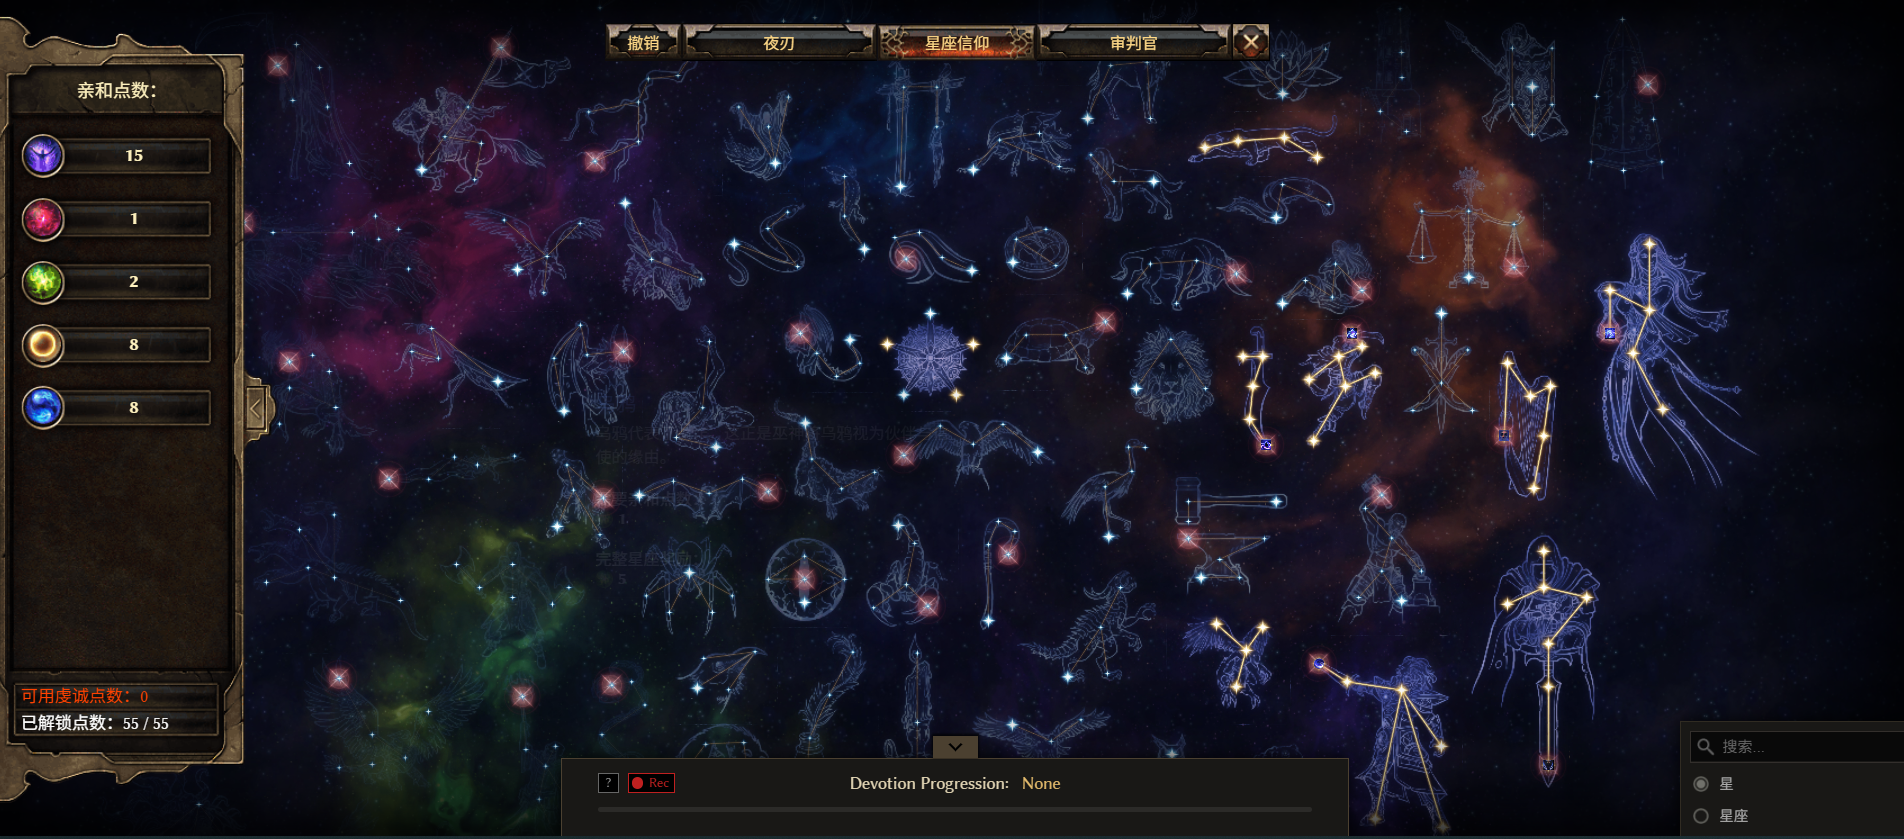 撤销
夜刃
星座信仰
审判官
亲和点数：
15
1
2
8
8
可用虔诚点数：0
已解锁点数：55 / 55
?
Rec
Devotion Progression: None
搜索...
星
星座